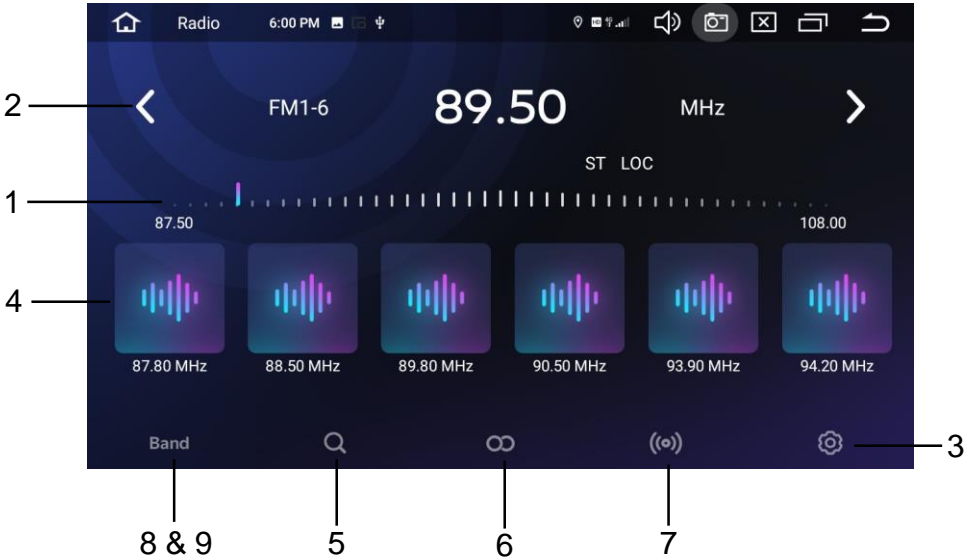 Radio 6:00 PM HD 4G
2 FM1-6 89.50 MHz
ST LOC
1
87.50 108.00
4
87.80 MHz 88.50 MHz 89.80 MHz 90.50 MHz 93.90 MHz 94.20 MHz
Band 3
8 & 9 5 6 7